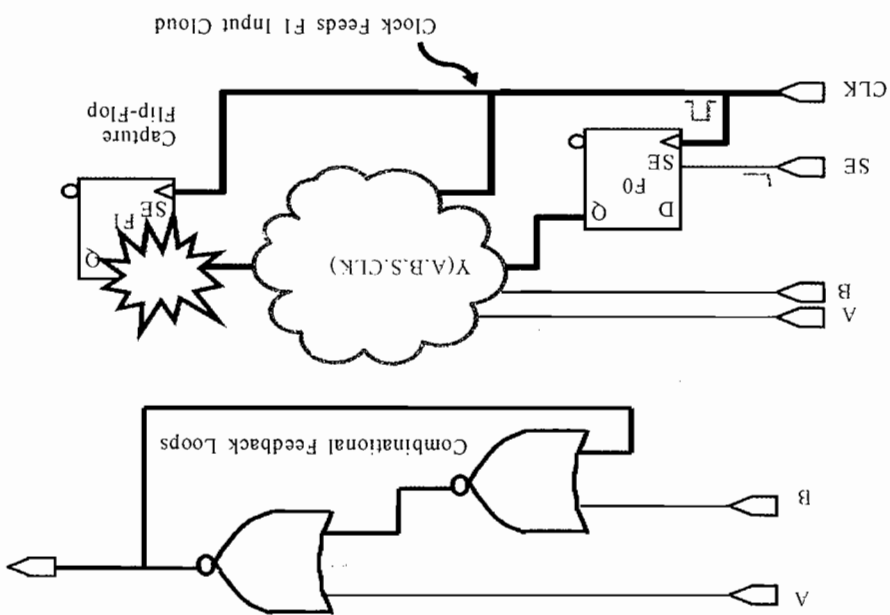 A
B
Combinational Feedback Loops
A
B
Y(A.B.S.CLK)
Q
F1
SE
D
Q
F0
SE
SE
Capture
Flip-Flop
CLK
Clock Feeds F1 Input Cloud